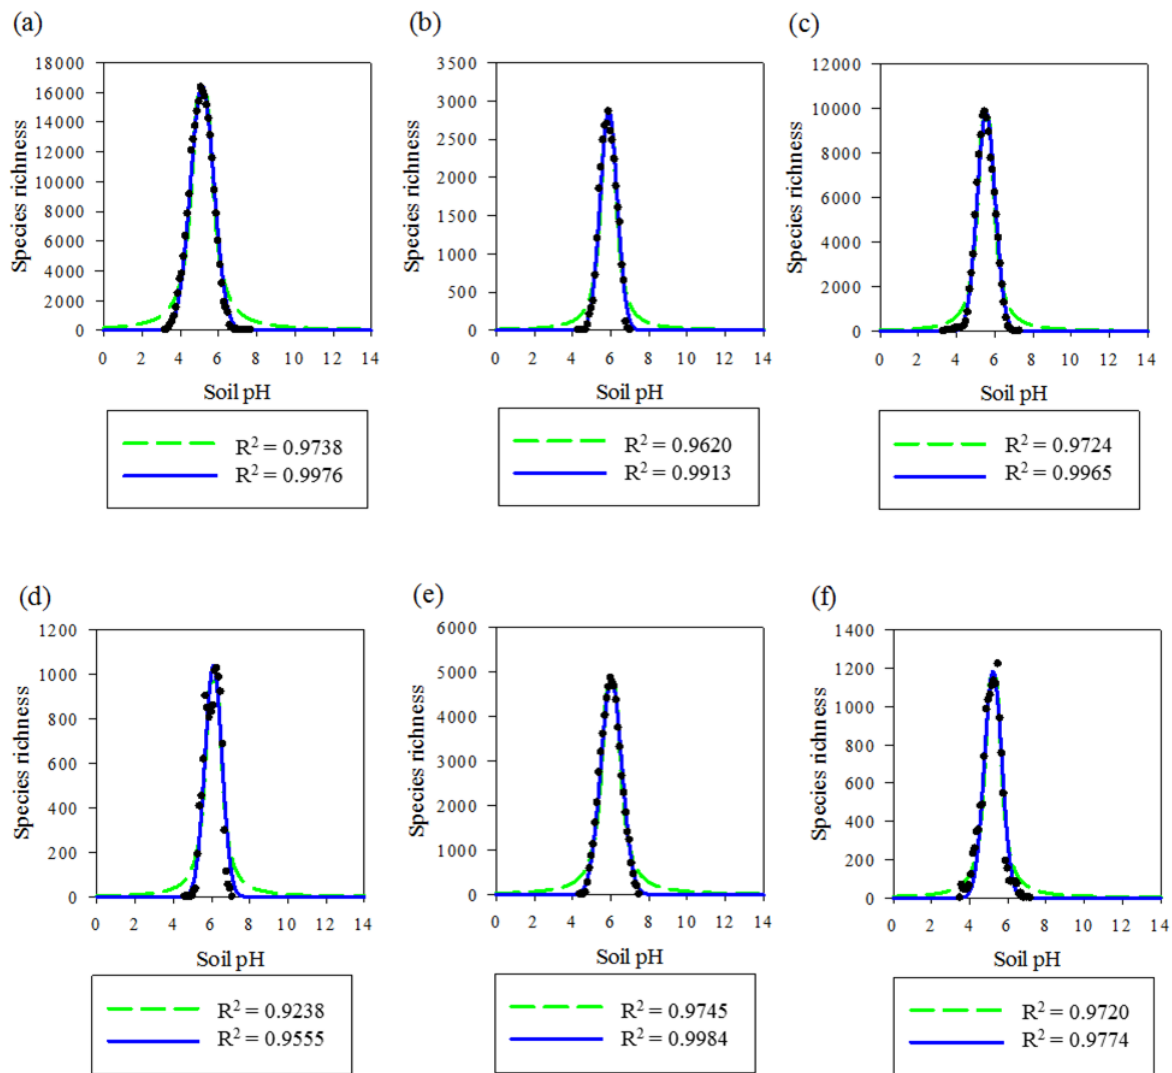 (a)
(b)
(c)
18000
16000
14000
12000
10000
8000
6000
4000
2000
0
Species richness
0 2 4 6 8 10 12 14
Soil pH
R² = 0.9738
R² = 0.9976
3500
3000
2500
2000
1500
1000
500
0
Species richness
0 2 4 6 8 10 12 14
Soil pH
R² = 0.9620
R² = 0.9913
12000
10000
8000
6000
4000
2000
0
Species richness
0 2 4 6 8 10 12 14
Soil pH
R² = 0.9724
R² = 0.9965
(d)
(e)
(f)
1200
1000
800
600
400
200
0
Species richness
0 2 4 6 8 10 12 14
Soil pH
R² = 0.9238
R² = 0.9555
6000
5000
4000
3000
2000
1000
0
Species richness
0 2 4 6 8 10 12 14
Soil pH
R² = 0.9745
R² = 0.9984
1400
1200
1000
800
600
400
200
0
Species richness
0 2 4 6 8 10 12 14
Soil pH
R² = 0.9720
R² = 0.9774